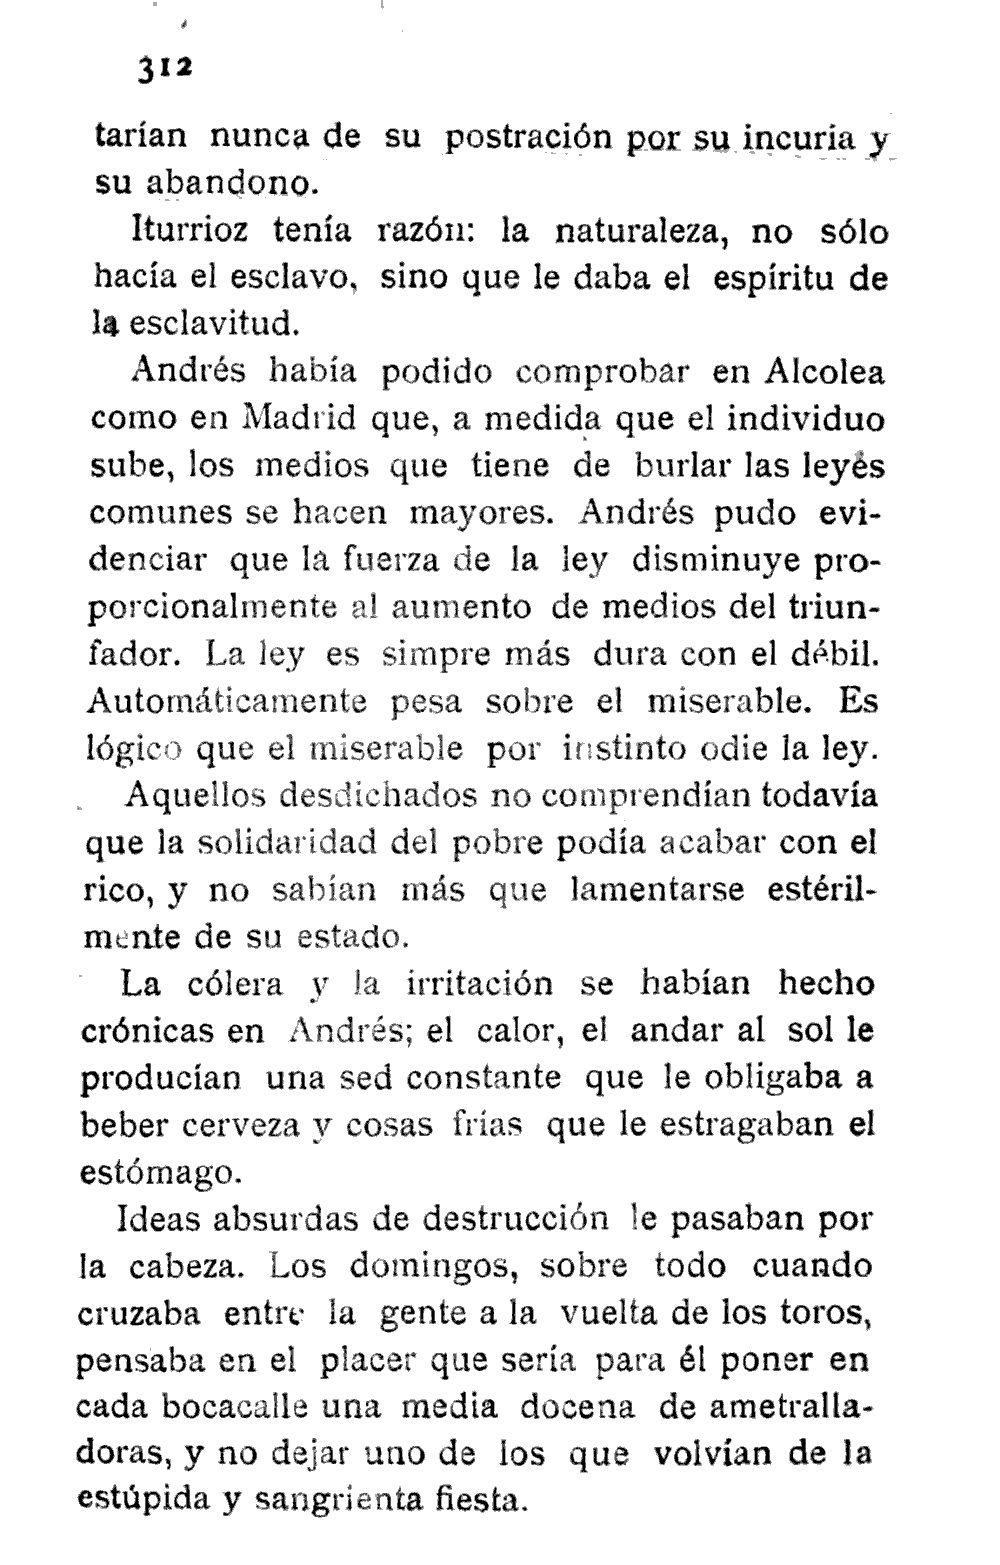 312
tarían nunca de su postración por su incuria y
su abandono.
Iturrioz tenía razón: la naturaleza, no sólo
hacía el esclavo, sino que le daba el espíritu de
la esclavitud.
Andrés había podido comprobar en Alcolea
como en Madrid que, a medida que el individuo
sube, los medios que tiene de burlar las leyes
comunes se hacen mayores. Andrés pudo evi-
denciar que la fuerza de la ley disminuye pro-
porcionalmente al aumento de medios del triun-
fador. La ley es simpre más dura con el débil.
Automáticamente pesa sobre el miserable. Es
lógico que el miserable por instinto odie la ley.
Aquellos desdichados no comprendían todavía
que la solidaridad del pobre podía acabar con el
rico, y no sabían más que lamentarse estéril-
mente de su estado.
La cólera y la irritación se habían hecho
crónicas en Andrés; el calor, el andar al sol le
producían una sed constante que le obligaba a
beber cerveza y cosas frías que le estragaban el
estómago.
Ideas absurdas de destrucción le pasaban por
la cabeza. Los domingos, sobre todo cuando
cruzaba entre la gente a la vuelta de los toros,
pensaba en el placer que sería para él poner en
cada bocacalle una media docena de ametralla-
doras, y no dejar uno de los que volvían de la
estúpida y sangrienta fiesta.